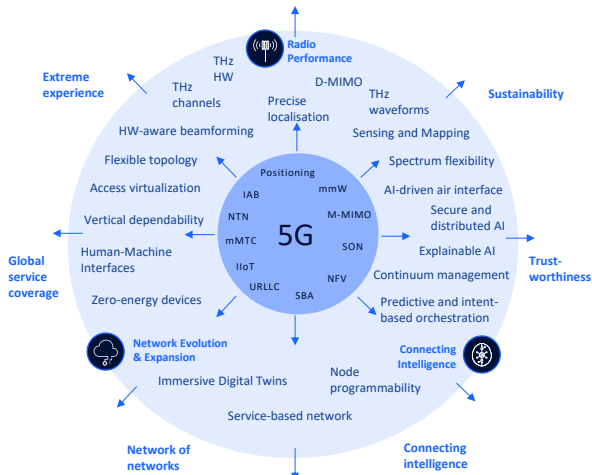 Radio
Performance
THz
HW
D-MIMO
Extreme
experience
THz
channels
THz
waveforms
Sustainability
Precise
localisation
HW-aware beamforming
Sensing and Mapping
Flexible topology
Spectrum flexibility
Positioning
Access virtualization
IAB
mmW
AI-driven air interface
Vertical dependability
NTN
M-MIMO
Secure and
distributed AI
5G
mMTC
SON
Human-Machine
Interfaces
Explainable AI
Global
service
coverage
Trust-
worthiness
IIoT
NFV
Continuum management
URLLC
SBA
Zero-energy devices
Predictive and intent-
based orchestration
Network Evolution
& Expansion
Connecting
Intelligence
Immersive Digital Twins
Node
programmability
Service-based network
Network of
networks
Connecting
intelligence